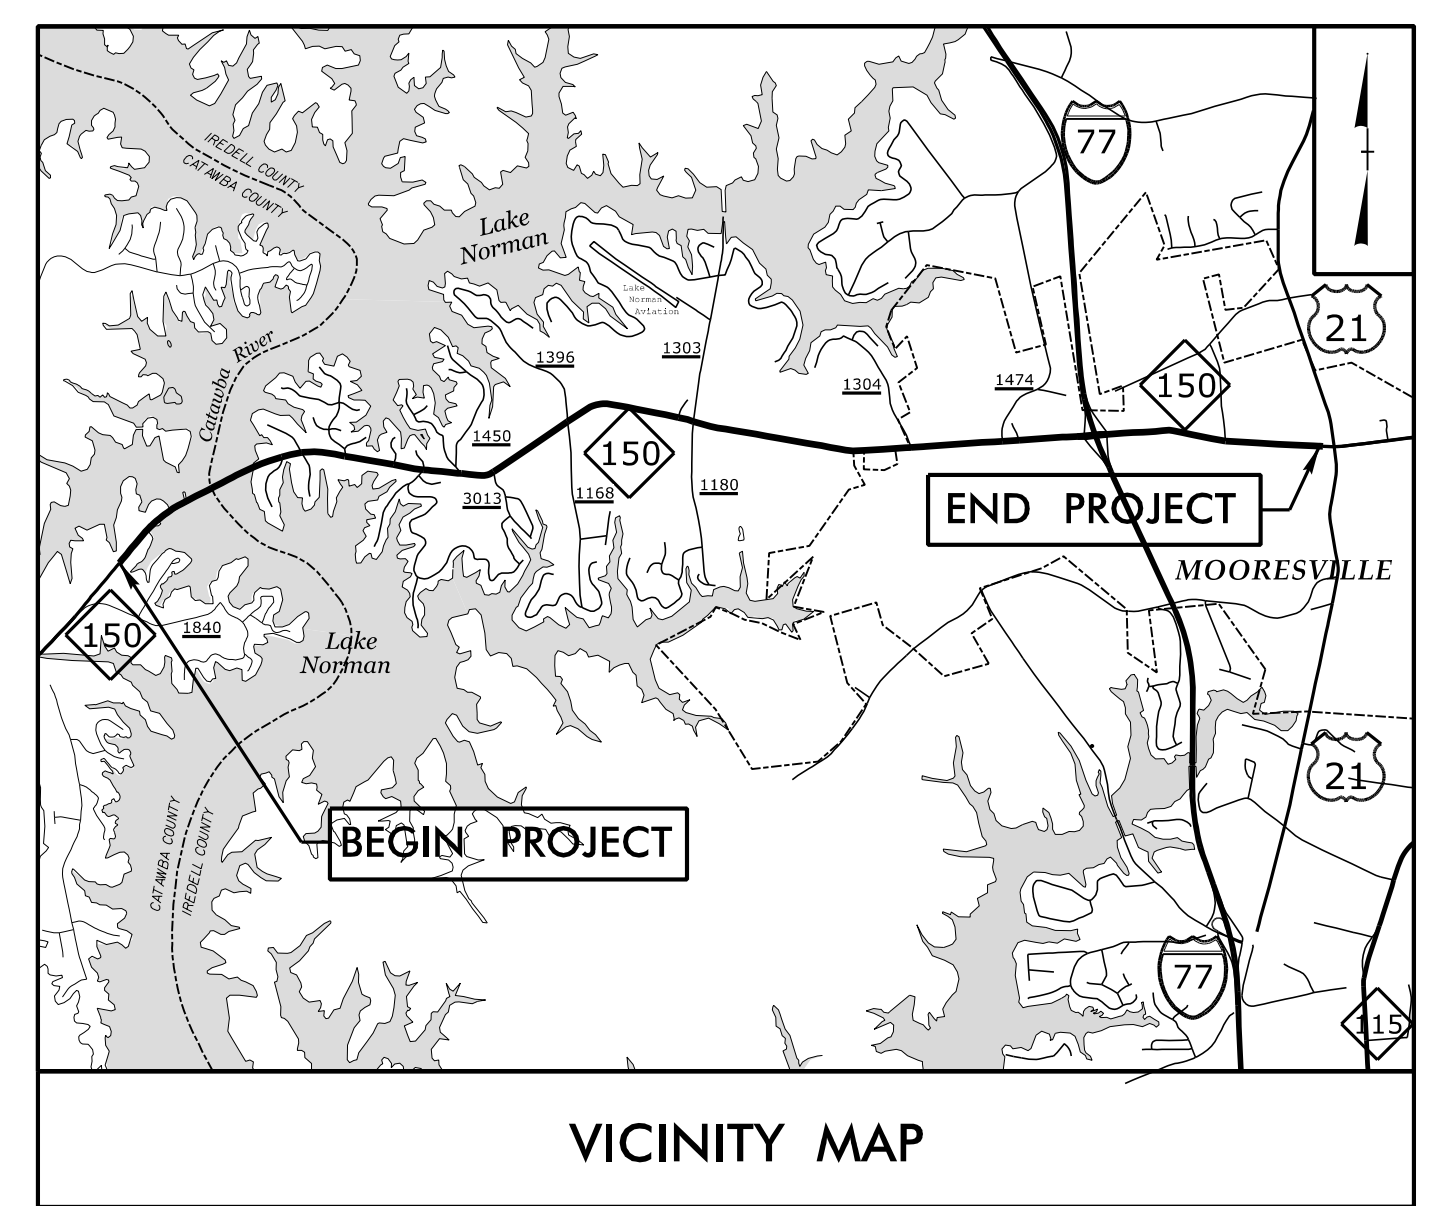 77
IREDELL COUNTY
CATAWBA COUNTY
Lake
Norman
Lake
Norman
Aviation
21
Catawba River
1396
1303
1304
1474
150
1450
150
3013
1168
1180
END PROJECT
MOORESVILLE
150
1840
Lake
Norman
21
BEGIN PROJECT
CATAWBA COUNTY
IREDELL COUNTY
77
115
VICINITY MAP